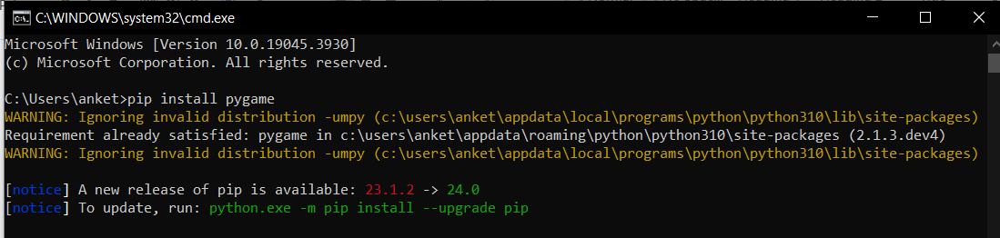 C:\WINDOWS\system32\cmd.exe
Microsoft Windows [Version 10.0.19045.3930]
(c) Microsoft Corporation. All rights reserved.
C:\Users\anket>pip install pygame
WARNING: Ignoring invalid distribution -umpy (c:\users\anket\appdata\local\programs\python\python310\lib\site-packages)
Requirement already satisfied: pygame in c:\users\anket\appdata\roaming\python\python310\site-packages (2.1.3.dev4)
WARNING: Ignoring invalid distribution -umpy (c:\users\anket\appdata\local\programs\python\python310\lib\site-packages)
[notice] A new release of pip is available: 23.1.2 -> 24.0
[notice] To update, run: python.exe -m pip install --upgrade pip